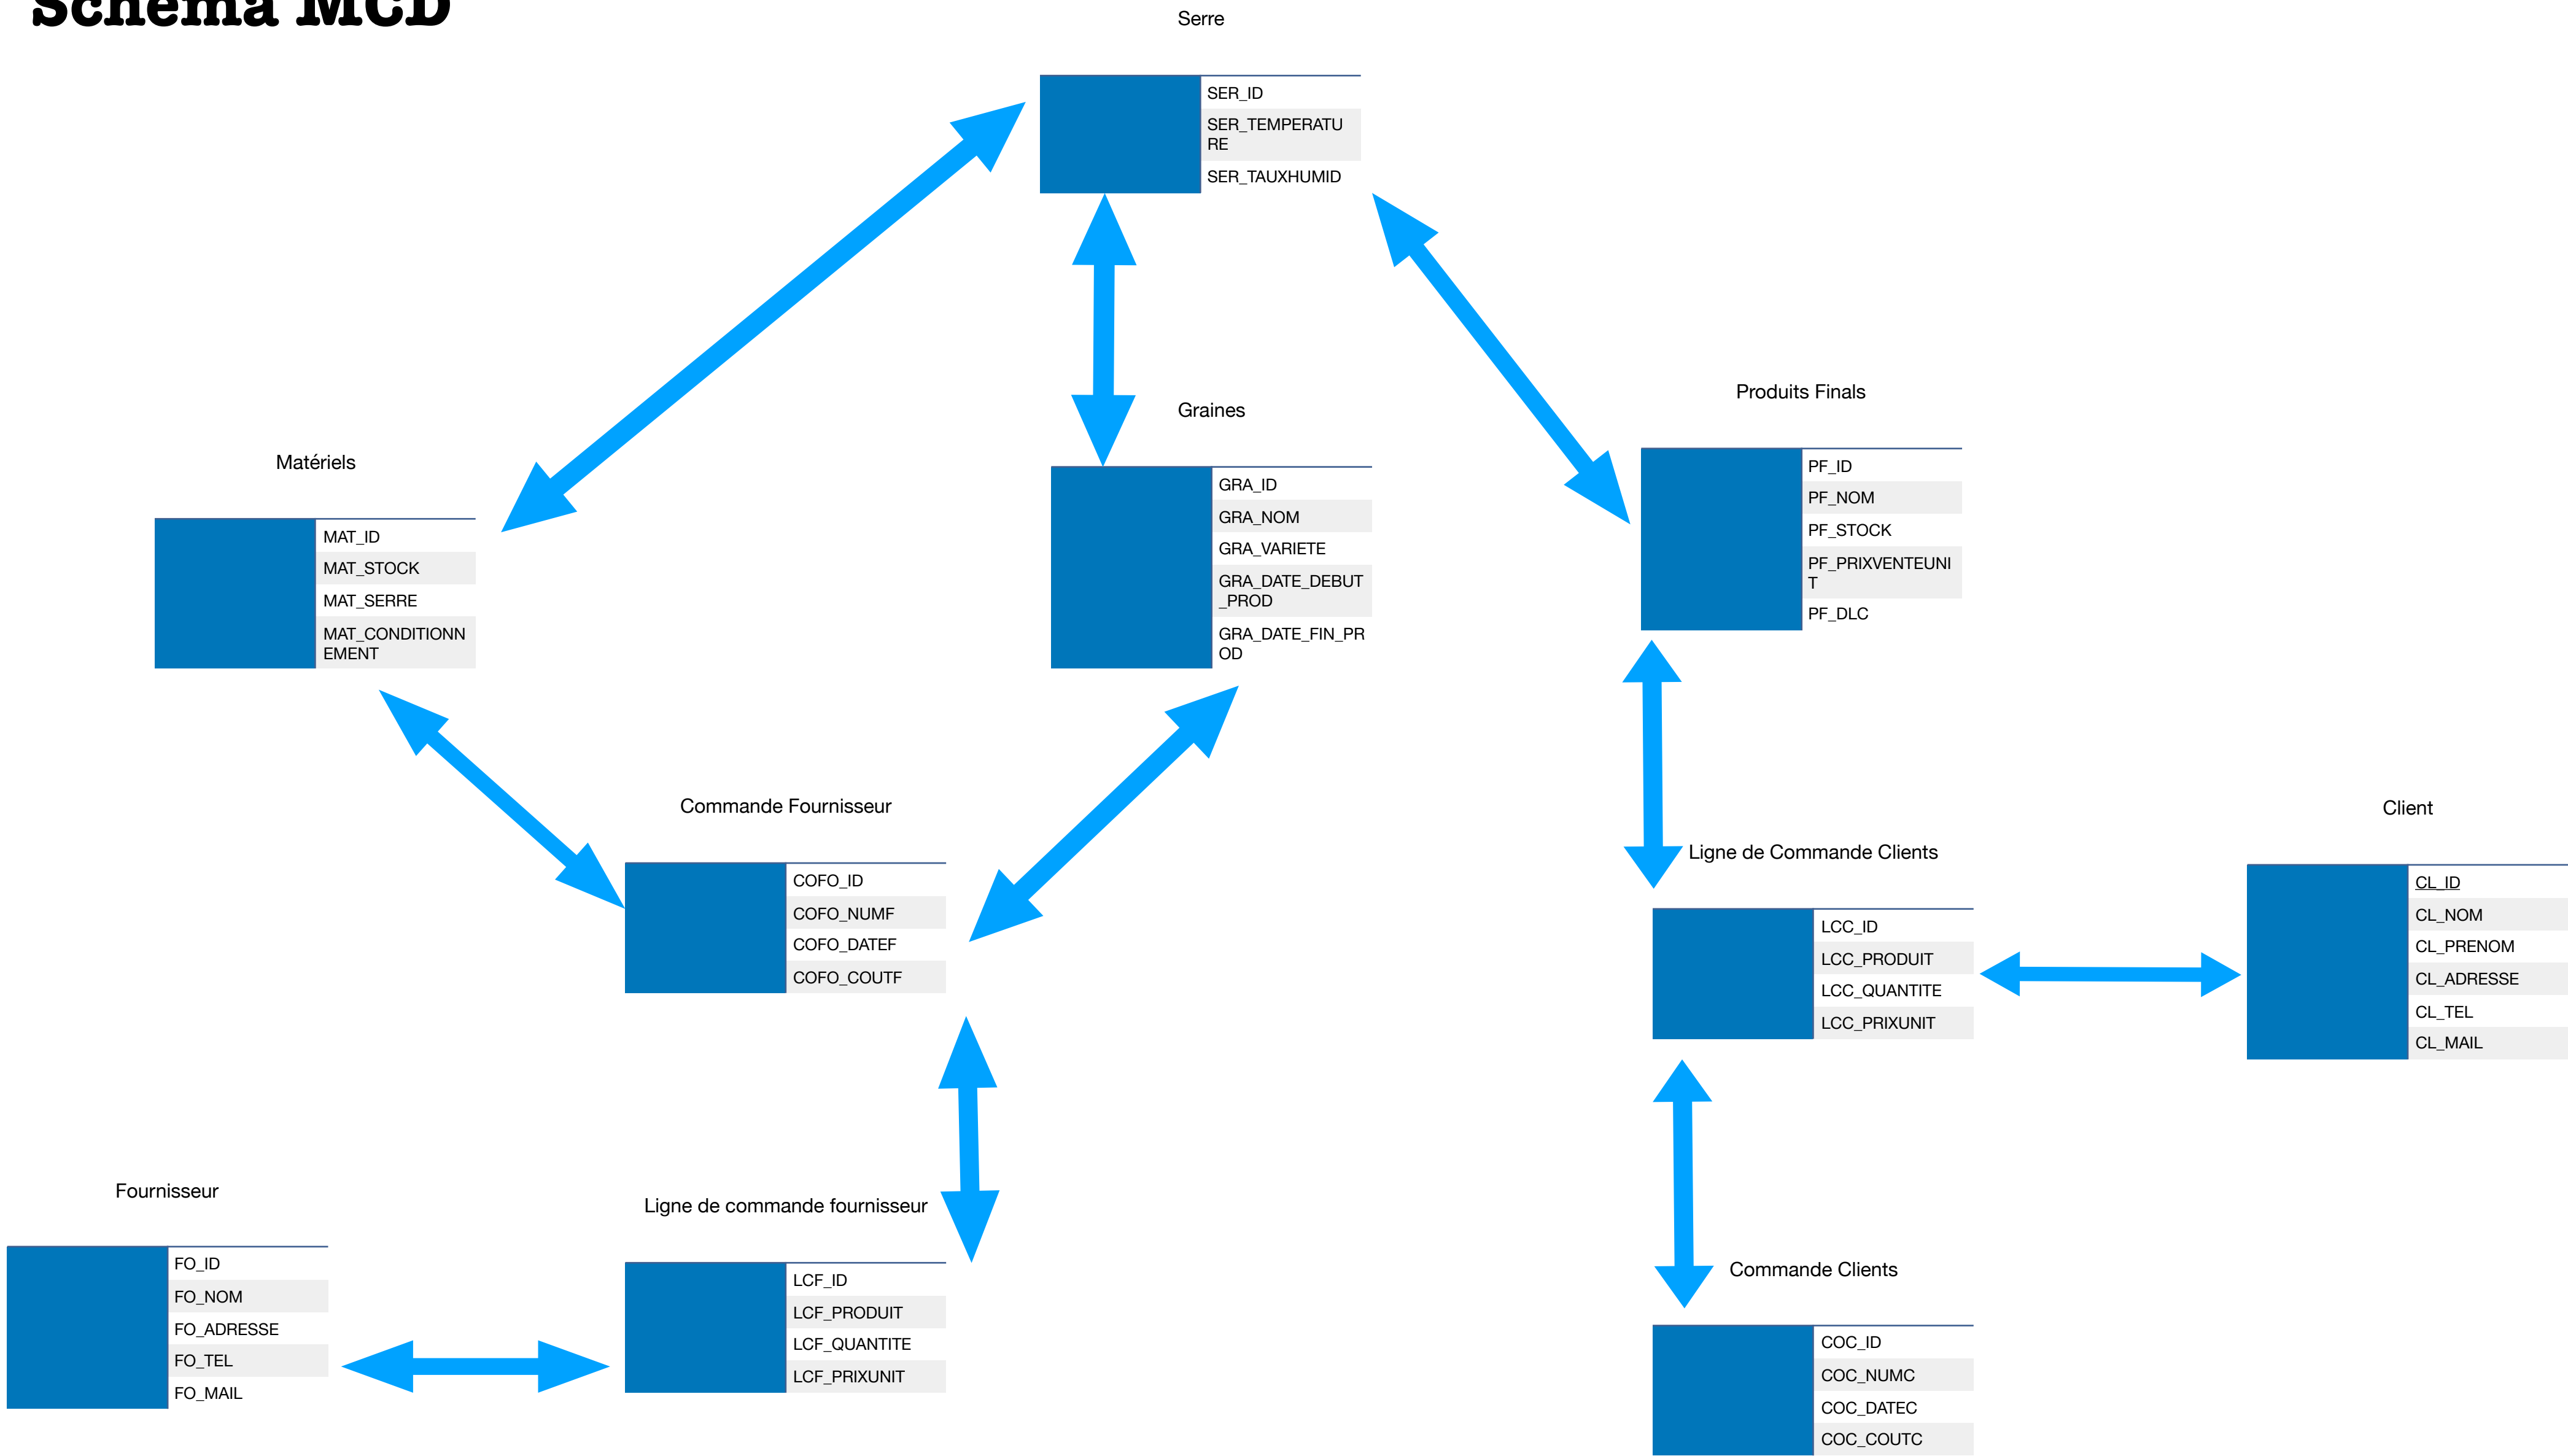 Schéma MCD
Serre
SER_ID
SER_TEMPERATU
RE
SER_TAUXHUMID
Matériels
MAT_ID
MAT_STOCK
MAT_SERRE
MAT_CONDITIONN
EMENT
Graines
GRA_ID
GRA_NOM
GRA_VARIETE
GRA_DATE_DEBUT
_PROD
GRA_DATE_FIN_PR
OD
Produits Finals
PF_ID
PF_NOM
PF_STOCK
PF_PRIXVENTEUNI
T
PF_DLC
Commande Fournisseur
COFO_ID
COFO_NUMF
COFO_DATEF
COFO_COUTF
Ligne de Commande Clients
LCC_ID
LCC_PRODUIT
LCC_QUANTITE
LCC_PRIXUNIT
Client
CL_ID
CL_NOM
CL_PRENOM
CL_ADRESSE
CL_TEL
CL_MAIL
Fournisseur
FO_ID
FO_NOM
FO_ADRESSE
FO_TEL
FO_MAIL
Ligne de commande fournisseur
LCF_ID
LCF_PRODUIT
LCF_QUANTITE
LCF_PRIXUNIT
Commande Clients
COC_ID
COC_NUMC
COC_DATEC
COC_COUTC